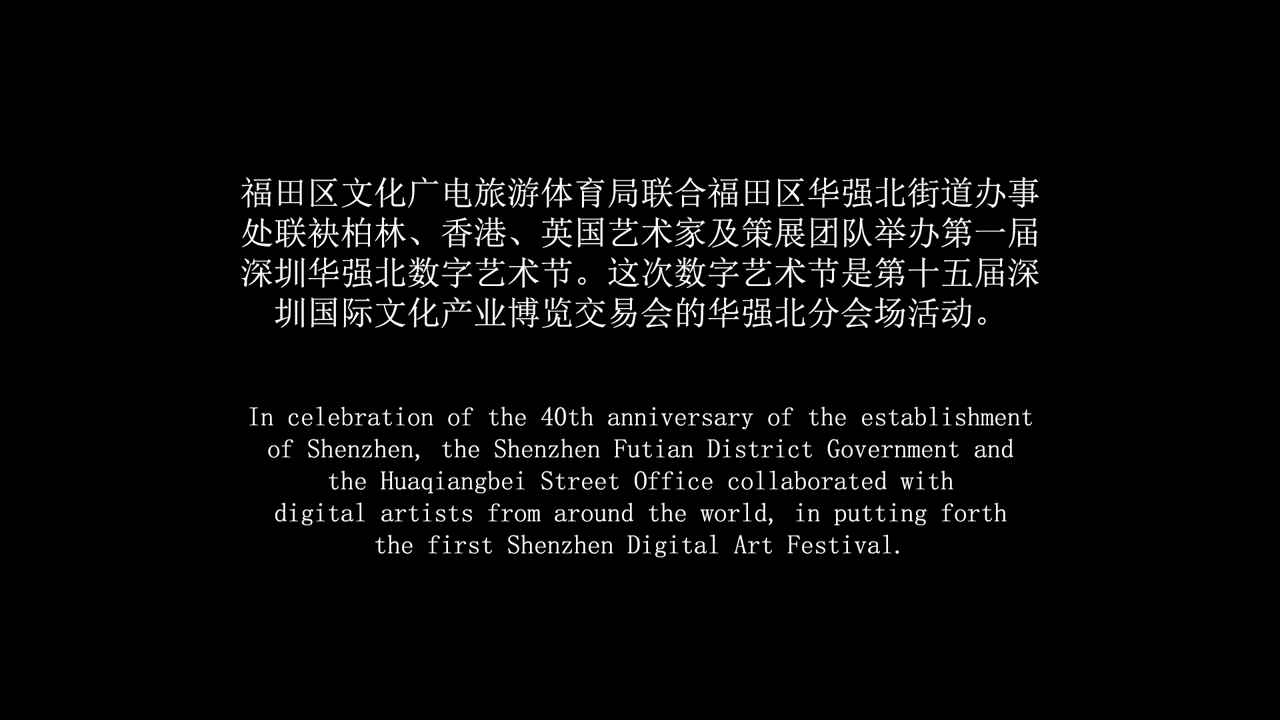 福田区文化广电旅游体育局联合福田区华强北街道办事
处联袂柏林、香港、英国艺术家及策展团队举办第一届
深圳华强北数字艺术节。这次数字艺术节是第十五届深
圳国际文化产业博览交易会的华强北分会场活动。
In celebration of the 40th anniversary of the establishment
of Shenzhen, the Shenzhen Futian District Government and
the Huaqiangbei Street Office collaborated with
digital artists from around the world, in putting forth
the first Shenzhen Digital Art Festival.